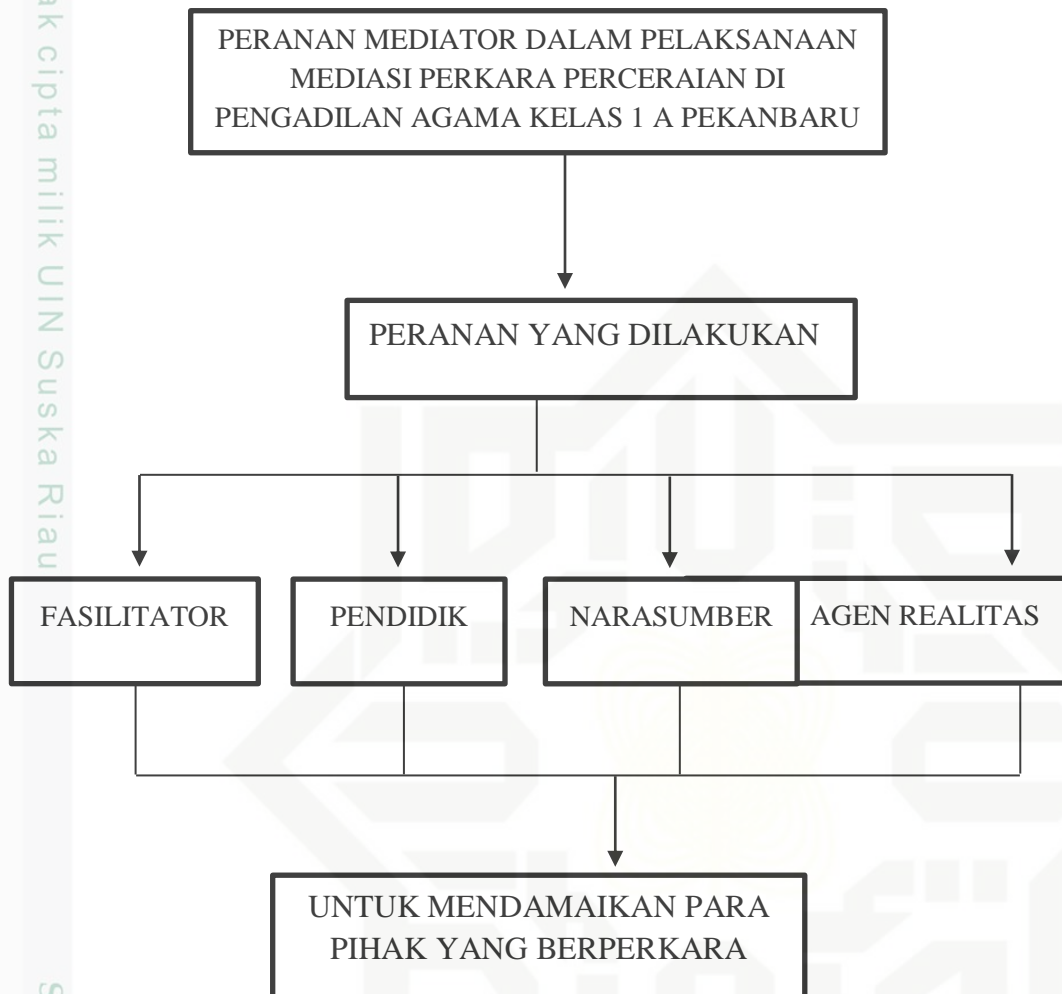 PERANAN MEDIATOR DALAM PELAKSANAAN
MEDIASI PERKARA PERCERAIAN DI
PENGADILAN AGAMA KELAS 1 A PEKANBARU
PERANAN YANG DILAKUKAN
FASILITATOR
PENDIDIK
NARASUMBER
AGEN REALITAS
UNTUK MENDAMAIKAN PARA
PIHAK YANG BERPERKARA
ak cipta milik UIN Suska Riau